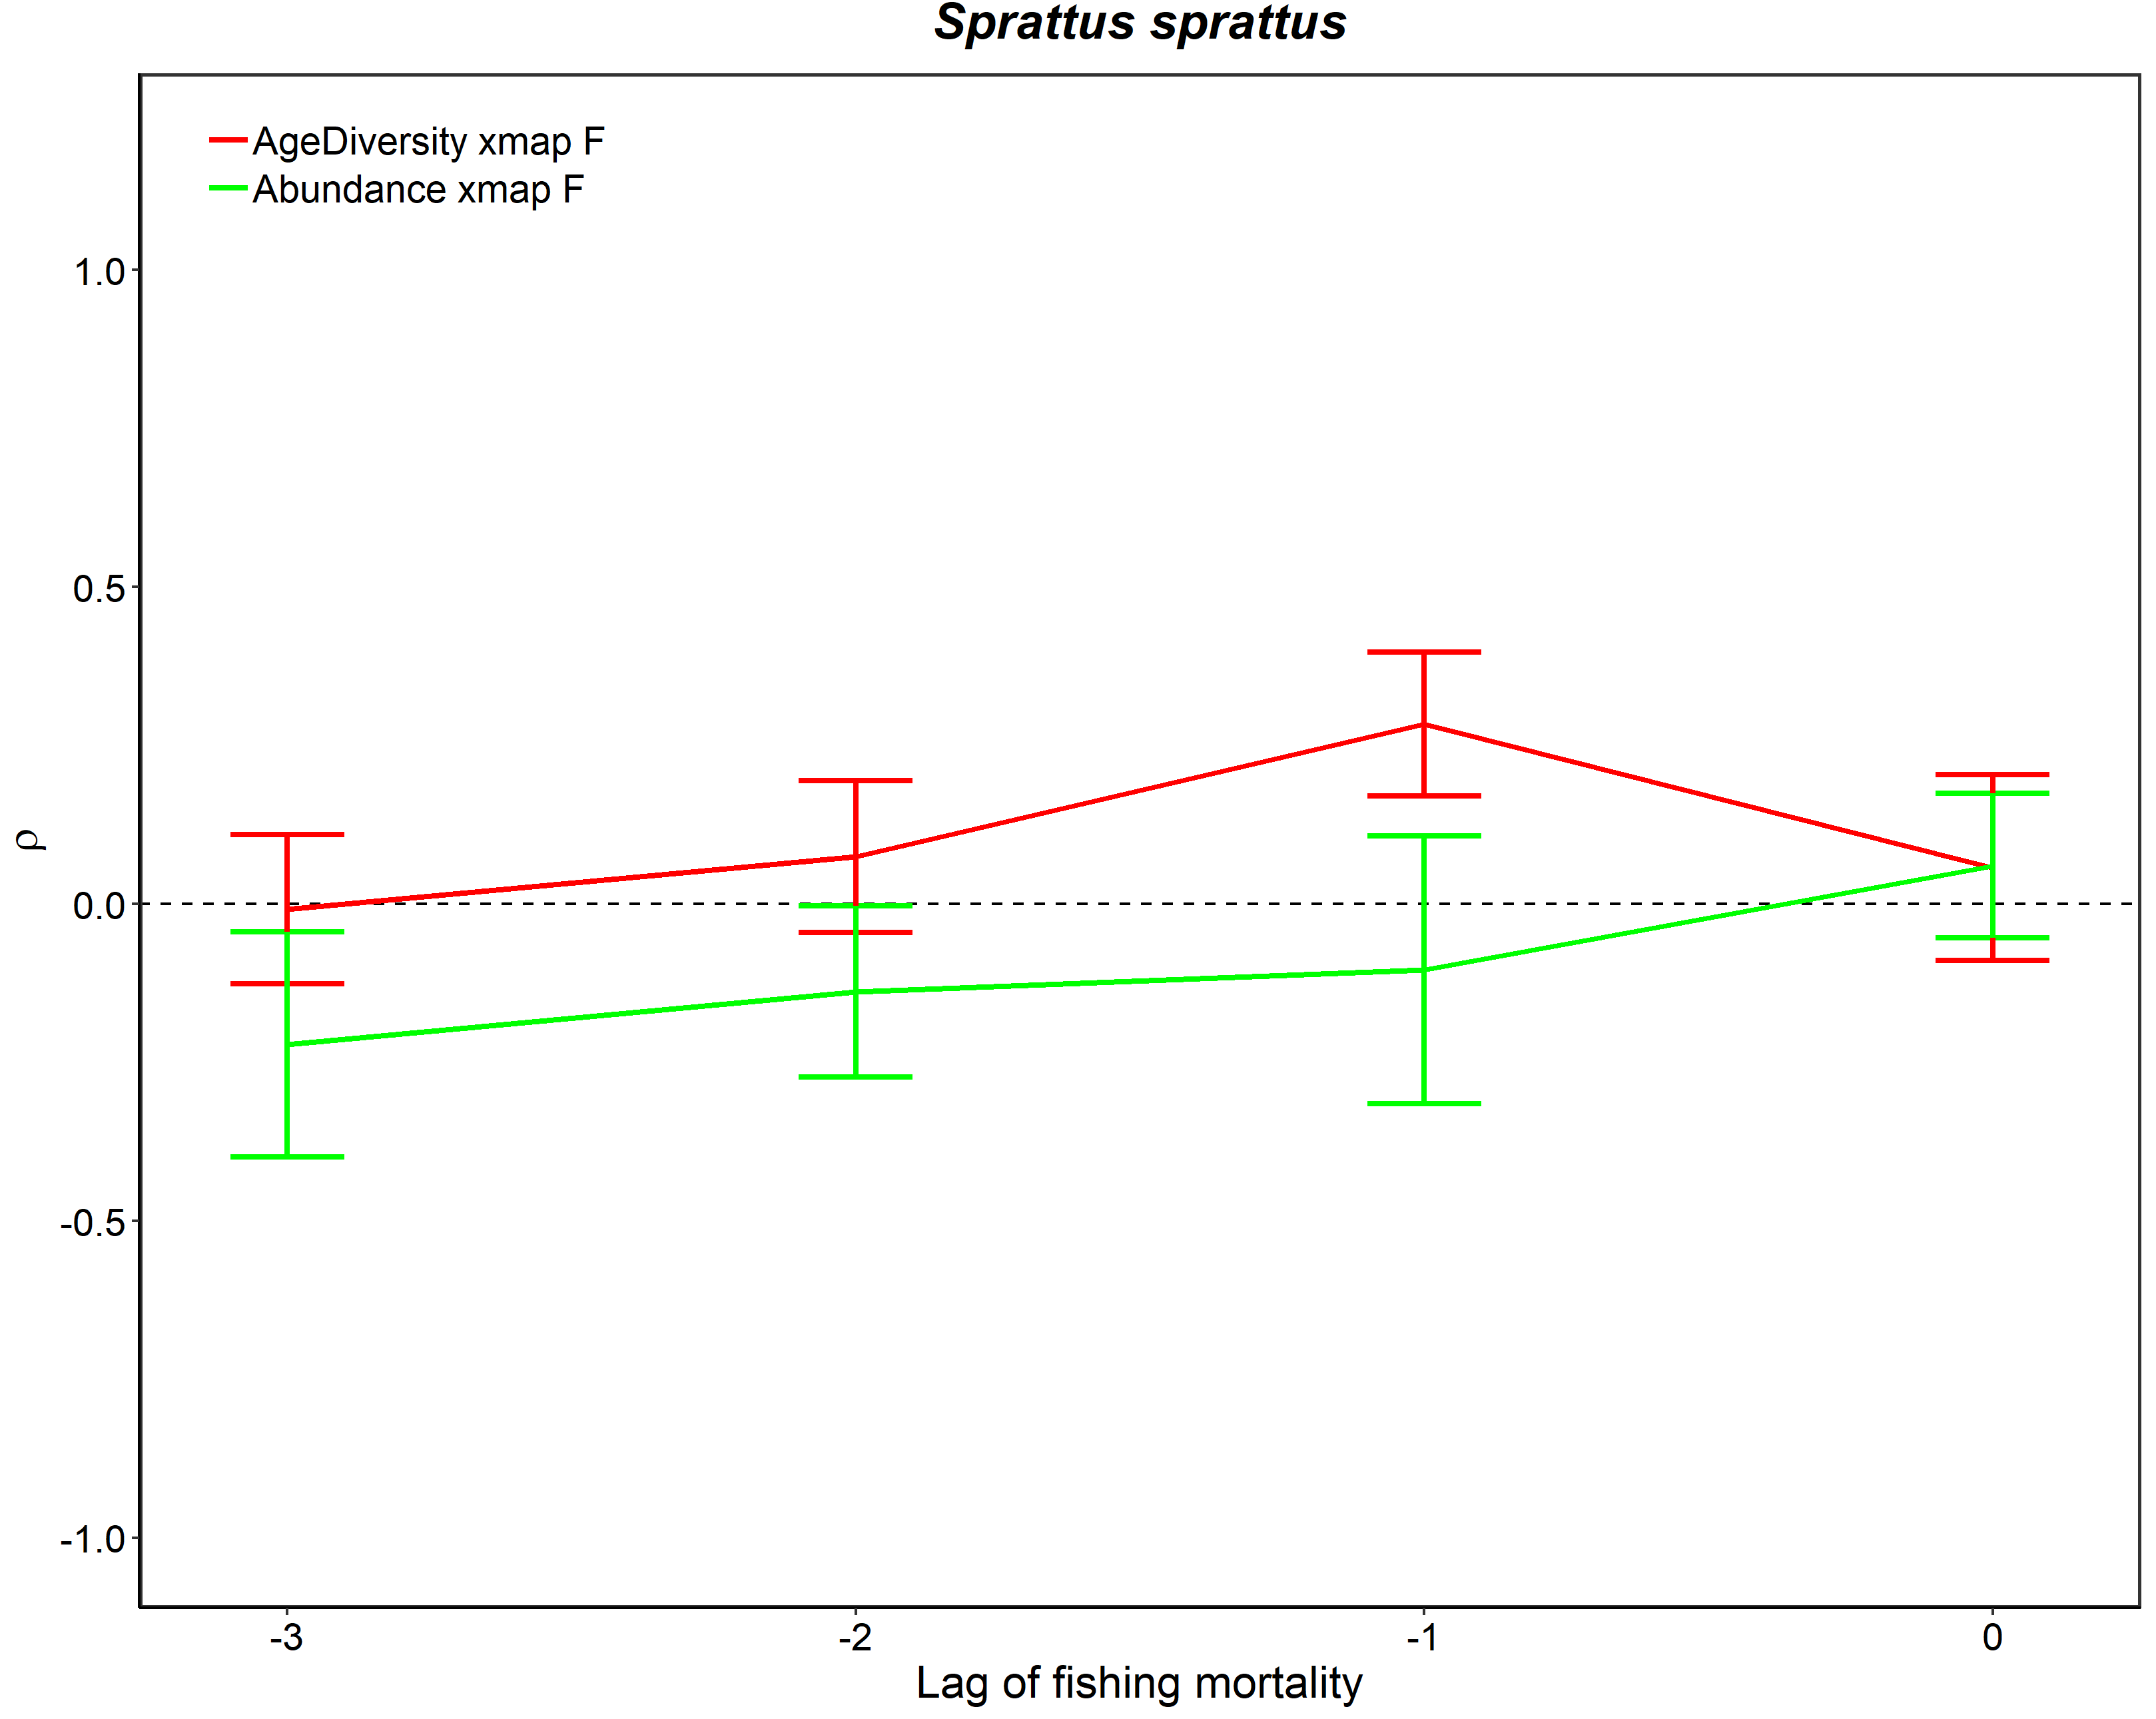 Sprattus sprattus
AgeDiversity xmap F
Abundance xmap F
1.0
0.5
0.0
-0.5
-1.0
ρ
-3 -2 -1 0
Lag of fishing mortality